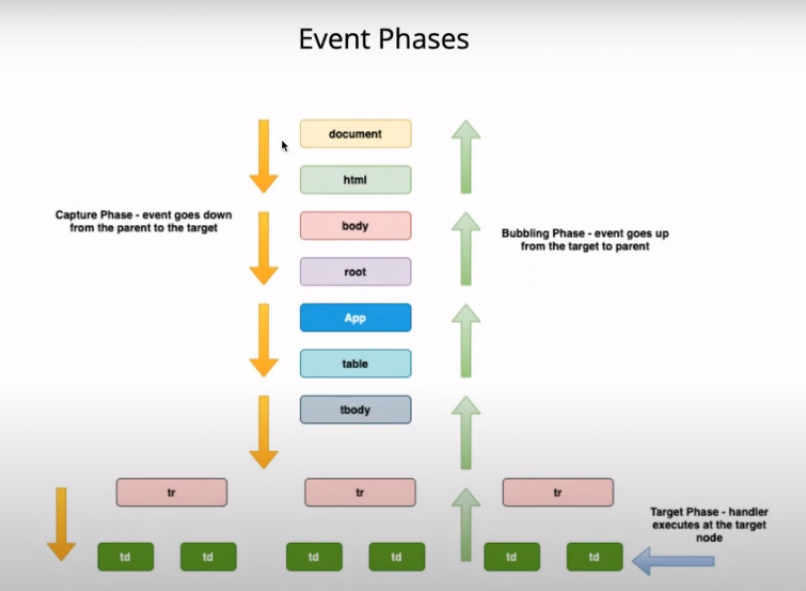 Event Phases
document
html
Capture Phase - event goes down
from the parent to the target
body
Bubbling Phase - event goes up
from the target to parent
root
App
table
tbody
tr
tr
tr
Target Phase - handler
executes at the target
node
td
td
td
td
td
td